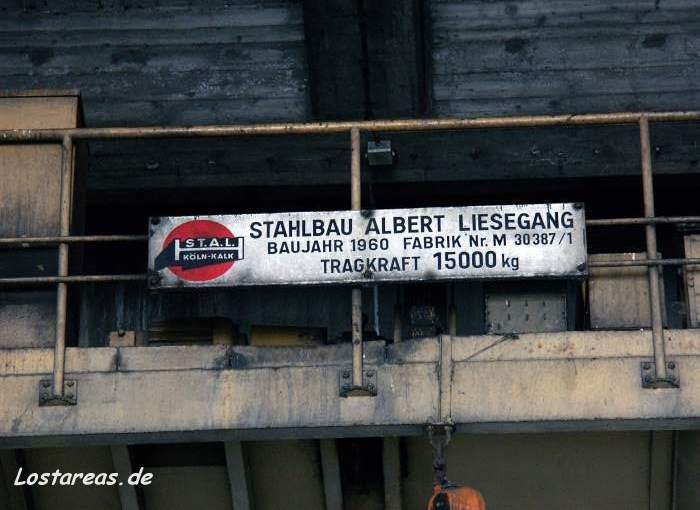 S.T.A.L.
KÖLN-KALK
STAHLBAU ALBERT LIESEGANG
BAUJAHR 1960 FABRIK Nr. M 30387/1
TRAGKRAFT 15000 kg
Lostareas.de